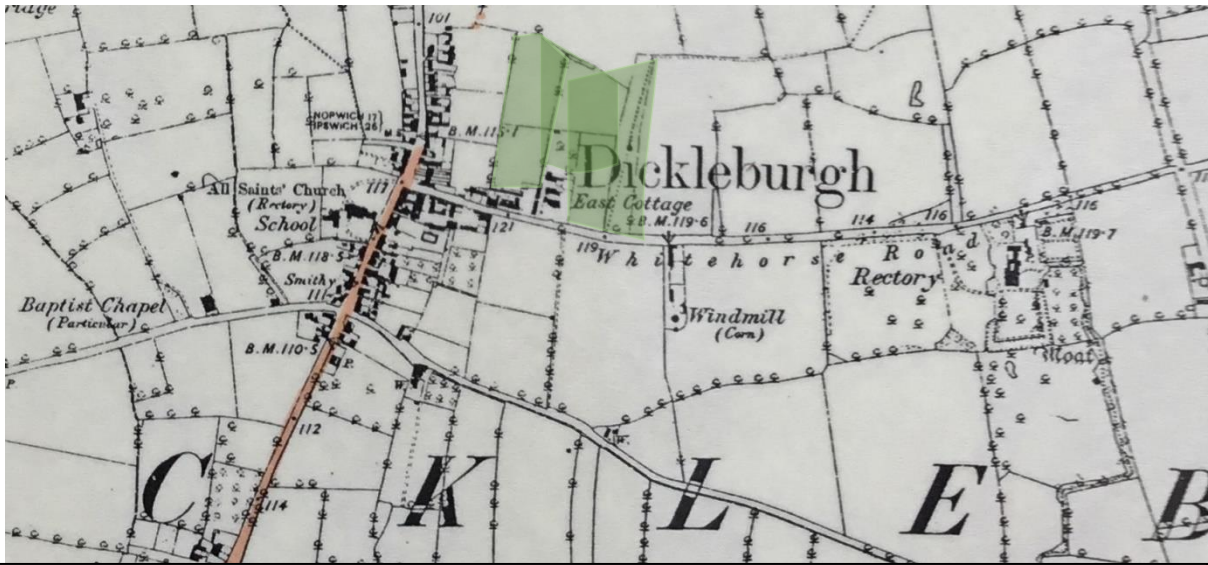 ridge
101
NORWICH 17
IPSWICH 26
M.S.
B.M.115·1
Dickleburgh
All Saints' Church
(Rectory)
117
East Cottage
B.M.119·6
School
121
119
116
114
116
116
Whitehorse Road
B.M.119·7
B.M.118·5
Rectory
Smithy
111
Baptist Chapel
(Particular)
Windmill
(Corn)
B.M.110·5
P.
P.
W.
Moat
W.
112
C K L E B
114